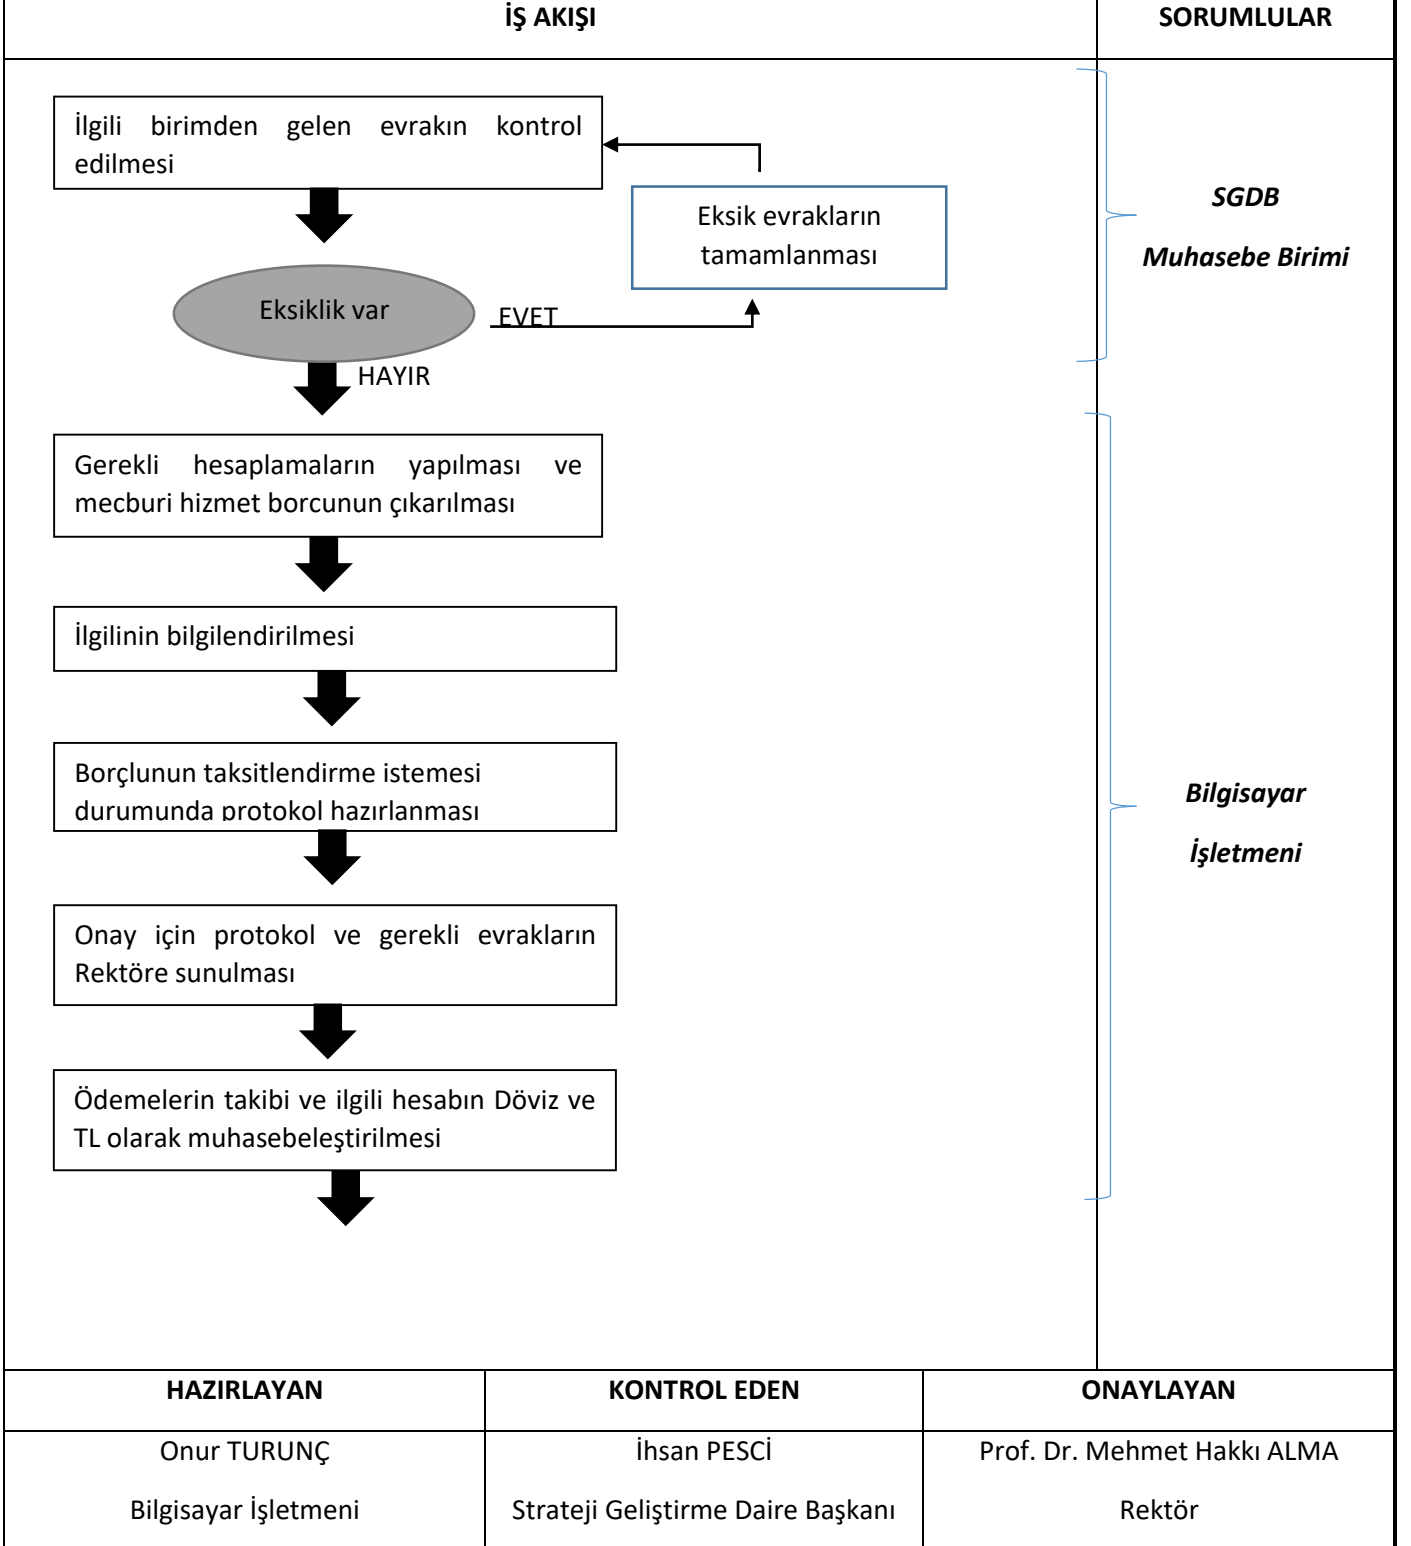 İŞ AKIŞI
SORUMLULAR
İlgili birimden gelen evrakın kontrol
edilmesi
Eksik evrakların
tamamlanması
SGDB
Muhasebe Birimi
Eksiklik var
EVET
HAYIR
Gerekli hesaplamaların yapılması ve
mecburi hizmet borcunun çıkarılması
İlgilinin bilgilendirilmesi
Borçlunun taksitlendirme istemesi
durumunda protokol hazırlanması
Bilgisayar
İşletmeni
Onay için protokol ve gerekli evrakların
Rektöre sunulması
Ödemelerin takibi ve ilgili hesabın Döviz ve
TL olarak muhasebeleştirilmesi
HAZIRLAYAN
KONTROL EDEN
ONAYLAYAN
Onur TURUNÇ
İhsan PESCİ
Prof. Dr. Mehmet Hakkı ALMA
Bilgisayar İşletmeni
Strateji Geliştirme Daire Başkanı
Rektör